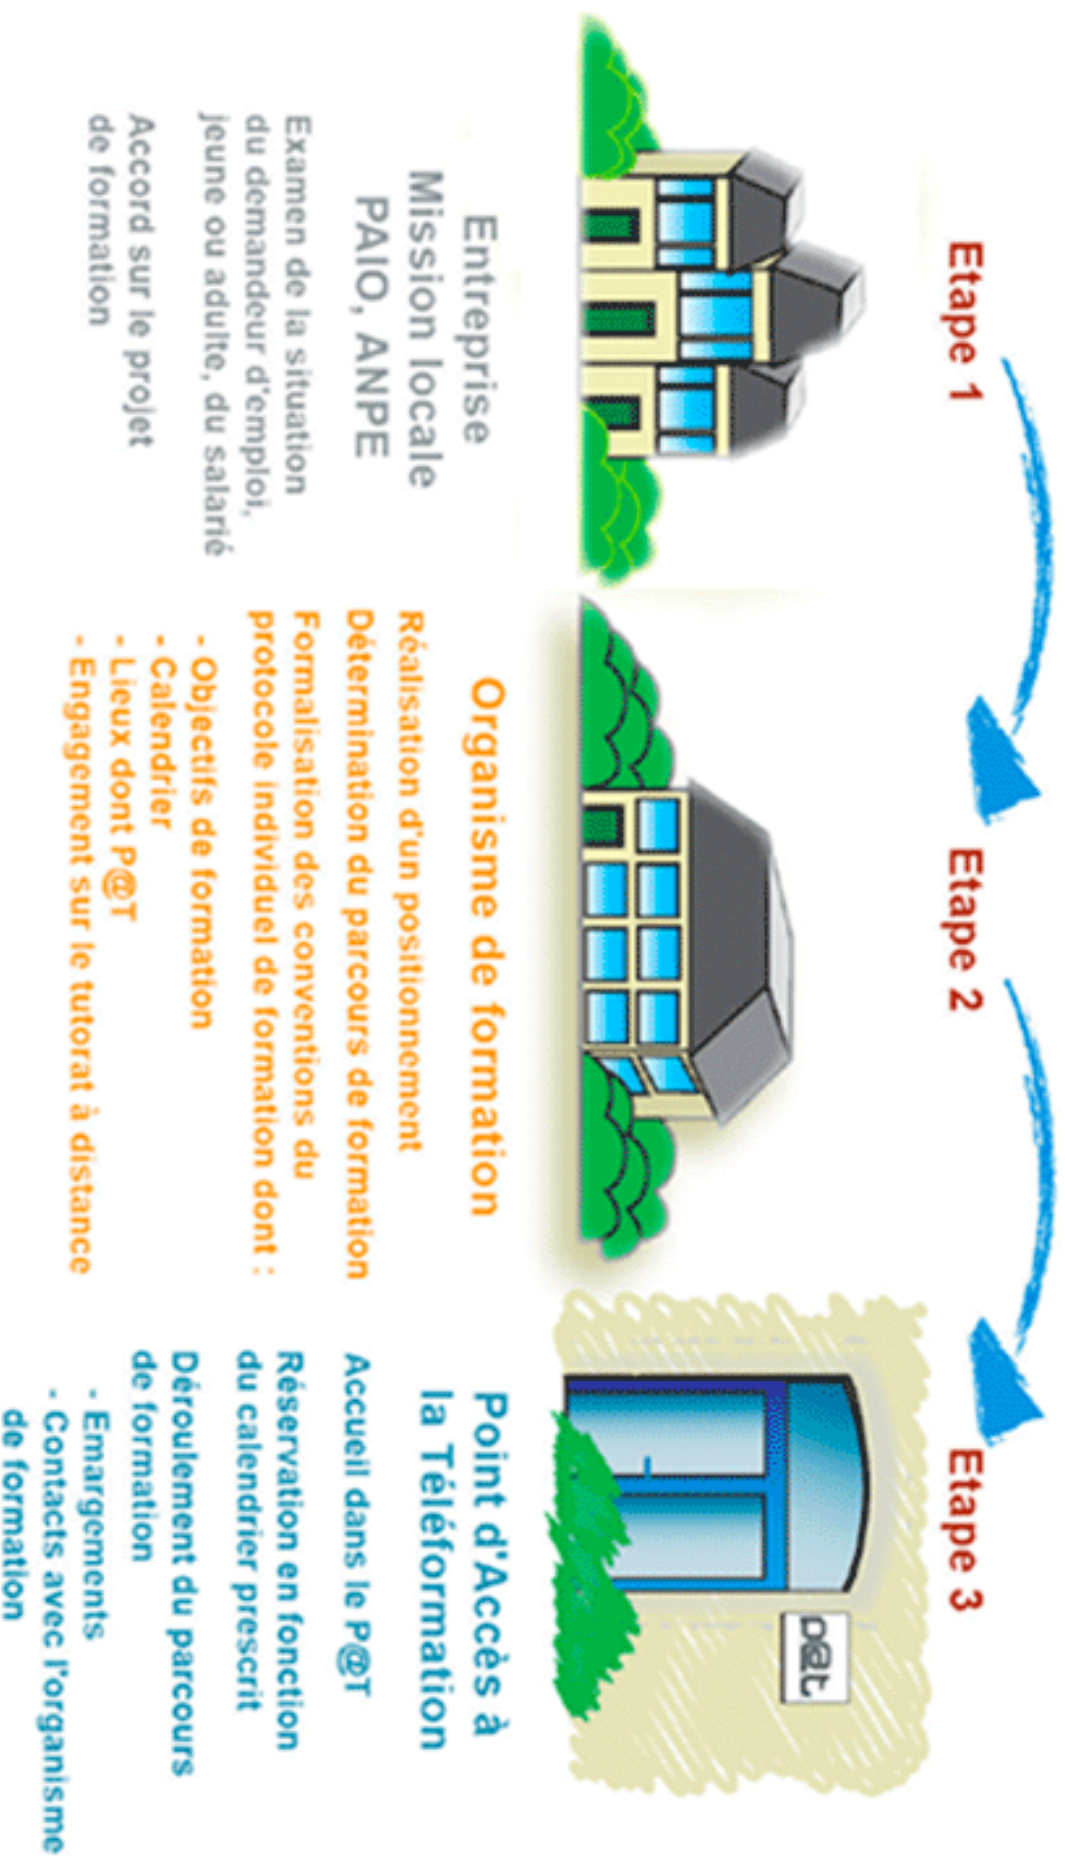 Etape 1
Entreprise
Mission locale
PAIO, ANPE
Examen de la situation
du demandeur d'emploi,
jeune ou adulte, du salarié
Accord sur le projet
de formation
Etape 2
Organisme de formation
Réalisation d'un positionnement
Détermination du parcours de formation
Formalisation des conventions du
protocole individuel de formation dont :
- Objectifs de formation
- Calendrier
- Lieux dont P@T
- Engagement sur le tutorat à distance
Etape 3
p@t
Point d'Accès à
la Téléformation
Accueil dans le P@T
Réservation en fonction
du calendrier prescrit
Déroulement du parcours
de formation
- Emargements
- Contacts avec l'organisme
de formation